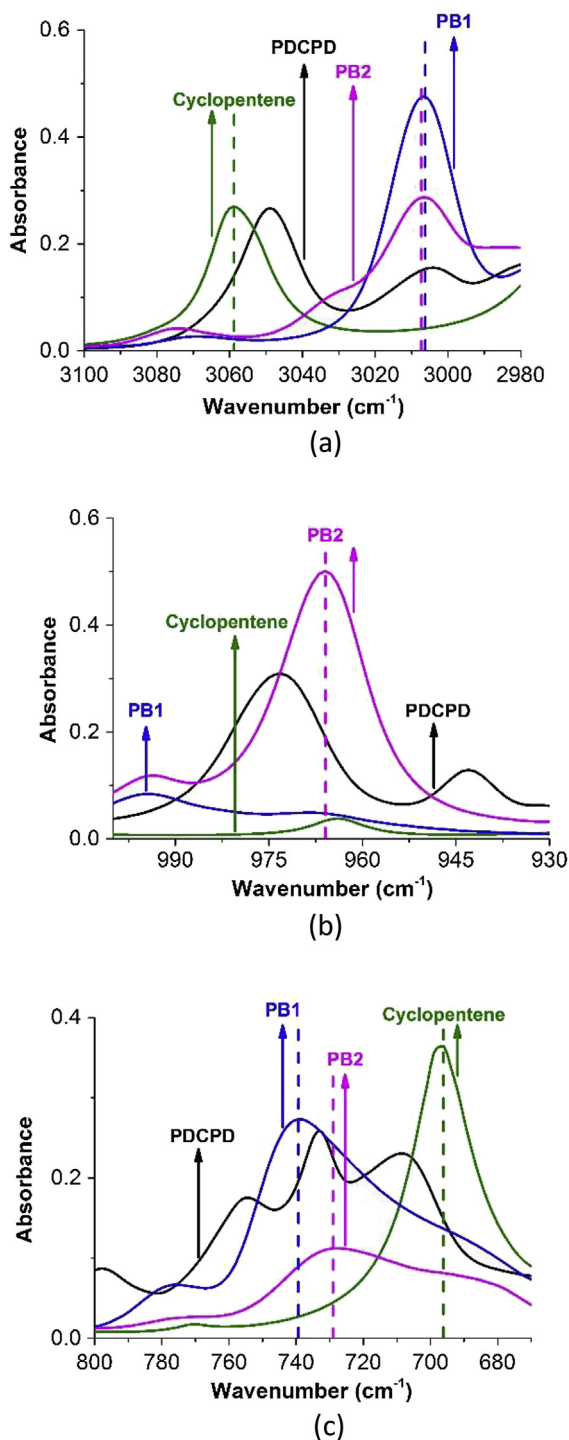 0.6
PDCPD
PB2
PB1
Cyclopentene
0.4
0.2
0.0
Absorbance
3100 3080 3060 3040 3020 3000 2980
Wavenumber (cm-1)
(a)
0.6
PB2
0.4
Cyclopentene
0.2
PB1
PDCPD
0.0
Absorbance
990 975 960 945 930
Wavenumber (cm-1)
(b)
0.4
PB1
Cyclopentene
PB2
PDCPD
0.2
0.0
Absorbance
800 780 760 740 720 700 680
Wavenumber (cm-1)
(c)